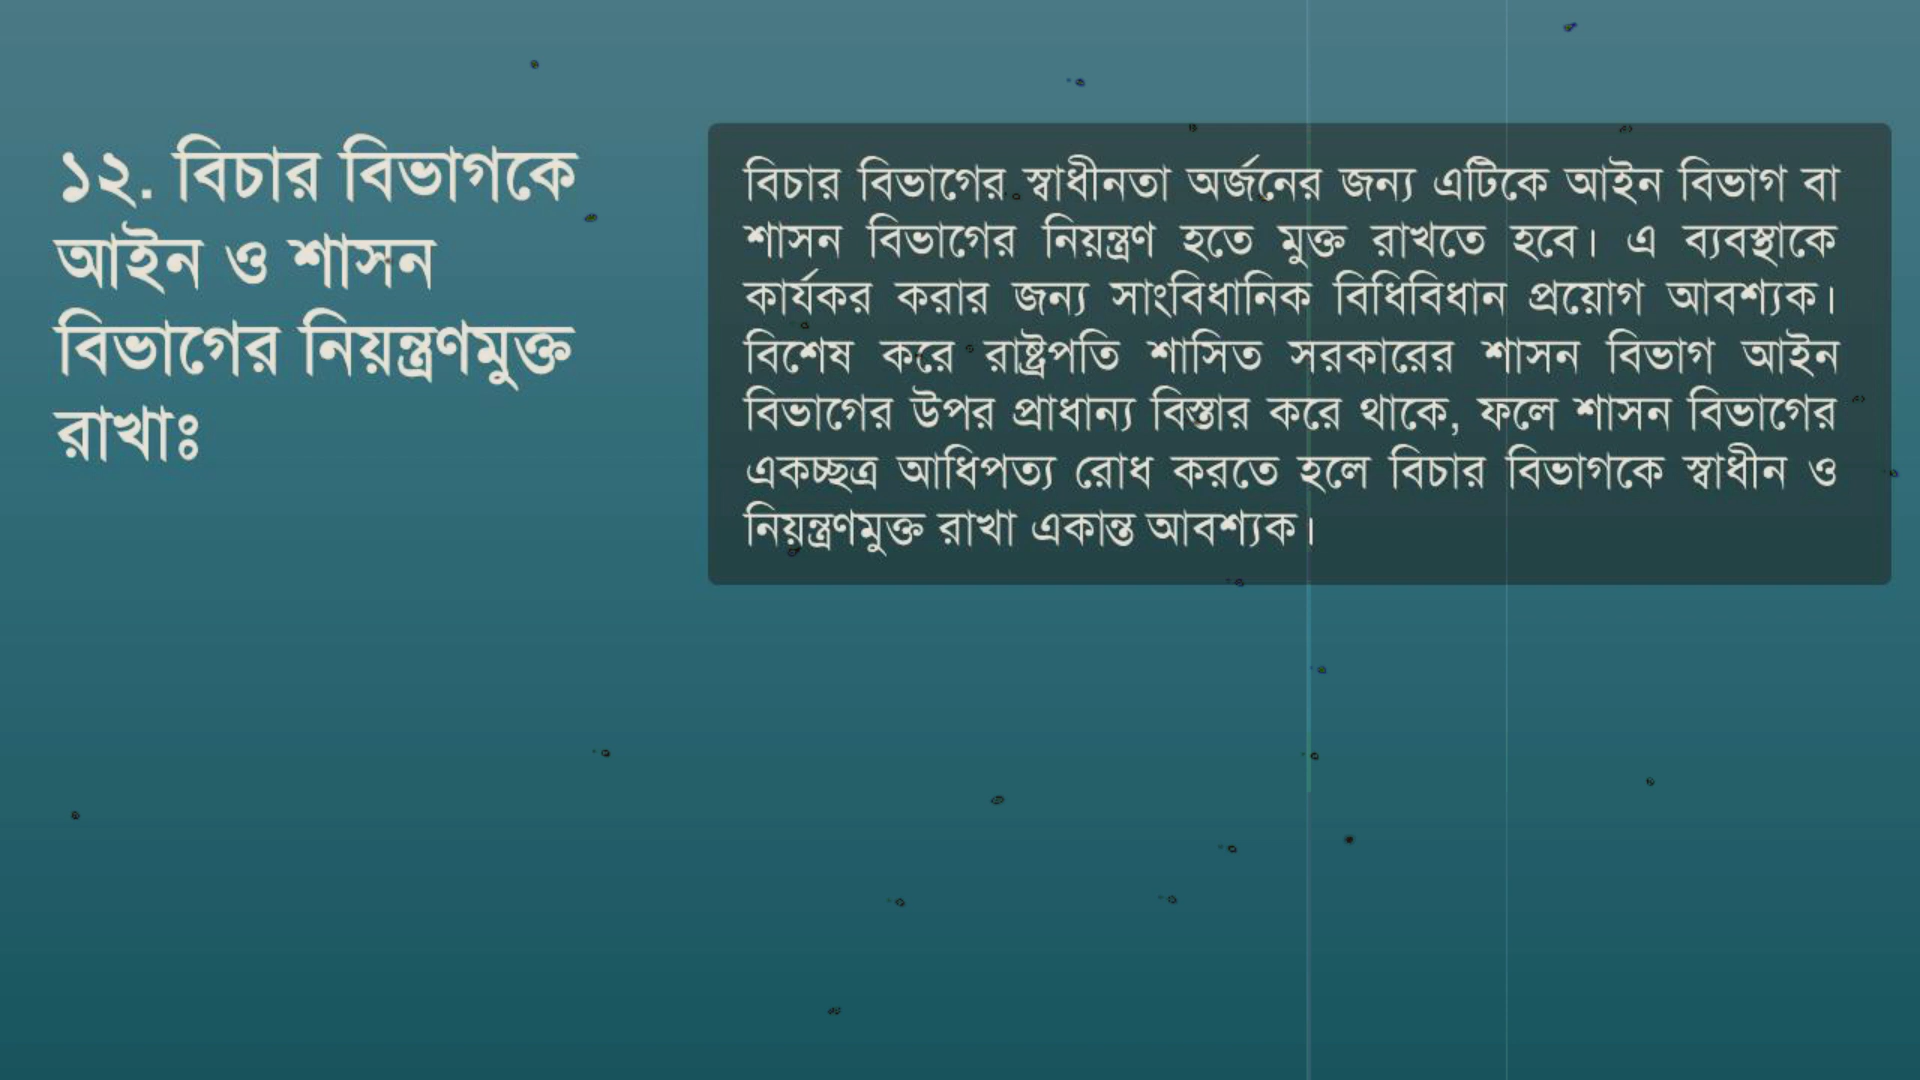 ১২. বিচার বিভাগকে
আইন ও শাসন
বিভাগের নিয়ন্ত্রণমুক্ত
রাখাঃ
বিচার বিভাগের স্বাধীনতা অর্জনের জন্য এটিকে আইন বিভাগ বা
শাসন বিভাগের নিয়ন্ত্রণ হতে মুক্ত রাখতে হবে। এ ব্যবস্থাকে
কার্যকর করার জন্য সাংবিধানিক বিধিবিধান প্রয়োগ আবশ্যক।
বিশেষ করে রাষ্ট্রপতি শাসিত সরকারের শাসন বিভাগ আইন
বিভাগের উপর প্রাধান্য বিস্তার করে থাকে, ফলে শাসন বিভাগের
একচ্ছত্র আধিপত্য রোধ করতে হলে বিচার বিভাগকে স্বাধীন ও
নিয়ন্ত্রণমুক্ত রাখা একান্ত আবশ্যক।